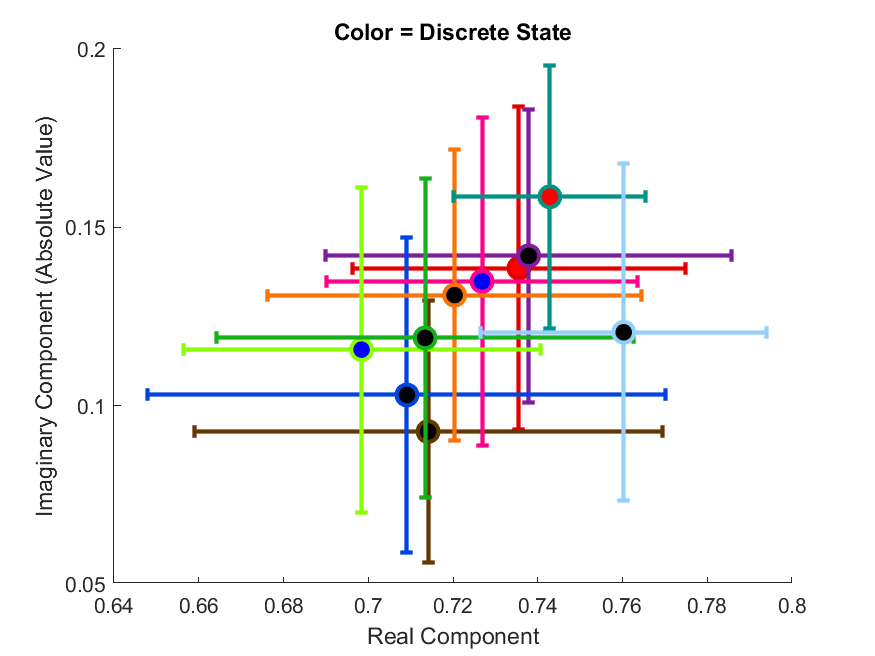 Color = Discrete State
0.2
0.15
0.1
0.05
Imaginary Component (Absolute Value)
0.64 0.66 0.68 0.7 0.72 0.74 0.76 0.78 0.8
Real Component